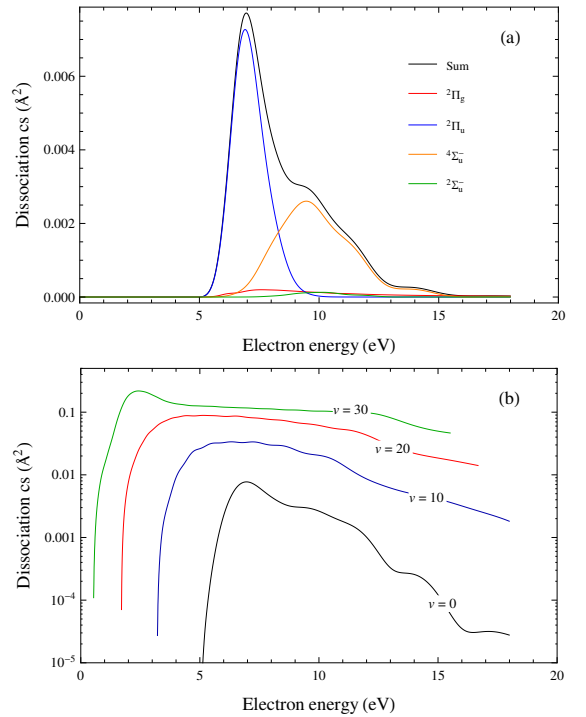 (a)
Sum
²Πg
²Πu
⁴Σu⁻
²Σu⁻
Dissociation cs (Å²)
0.006
0.004
0.002
0.000
0 5 10 15 20
Electron energy (eV)
(b)
v = 30
v = 20
v = 10
v = 0
Dissociation cs (Å²)
0.1
0.01
0.001
10⁻⁴
10⁻⁵
0 5 10 15 20
Electron energy (eV)